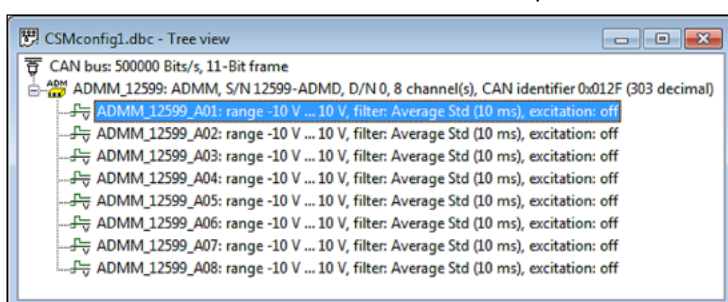 CSMconfig1.dbc - Tree view
CAN bus: 500000 Bits/s, 11-Bit frame
ADM ADMM_12599: ADMM, S/N 12599-ADMD, D/N 0, 8 channel(s), CAN identifier 0x012F (303 decimal)
ADMM_12599_A01: range -10 V ... 10 V, filter: Average Std (10 ms), excitation: off
ADMM_12599_A02: range -10 V ... 10 V, filter: Average Std (10 ms), excitation: off
ADMM_12599_A03: range -10 V ... 10 V, filter: Average Std (10 ms), excitation: off
ADMM_12599_A04: range -10 V ... 10 V, filter: Average Std (10 ms), excitation: off
ADMM_12599_A05: range -10 V ... 10 V, filter: Average Std (10 ms), excitation: off
ADMM_12599_A06: range -10 V ... 10 V, filter: Average Std (10 ms), excitation: off
ADMM_12599_A07: range -10 V ... 10 V, filter: Average Std (10 ms), excitation: off
ADMM_12599_A08: range -10 V ... 10 V, filter: Average Std (10 ms), excitation: off